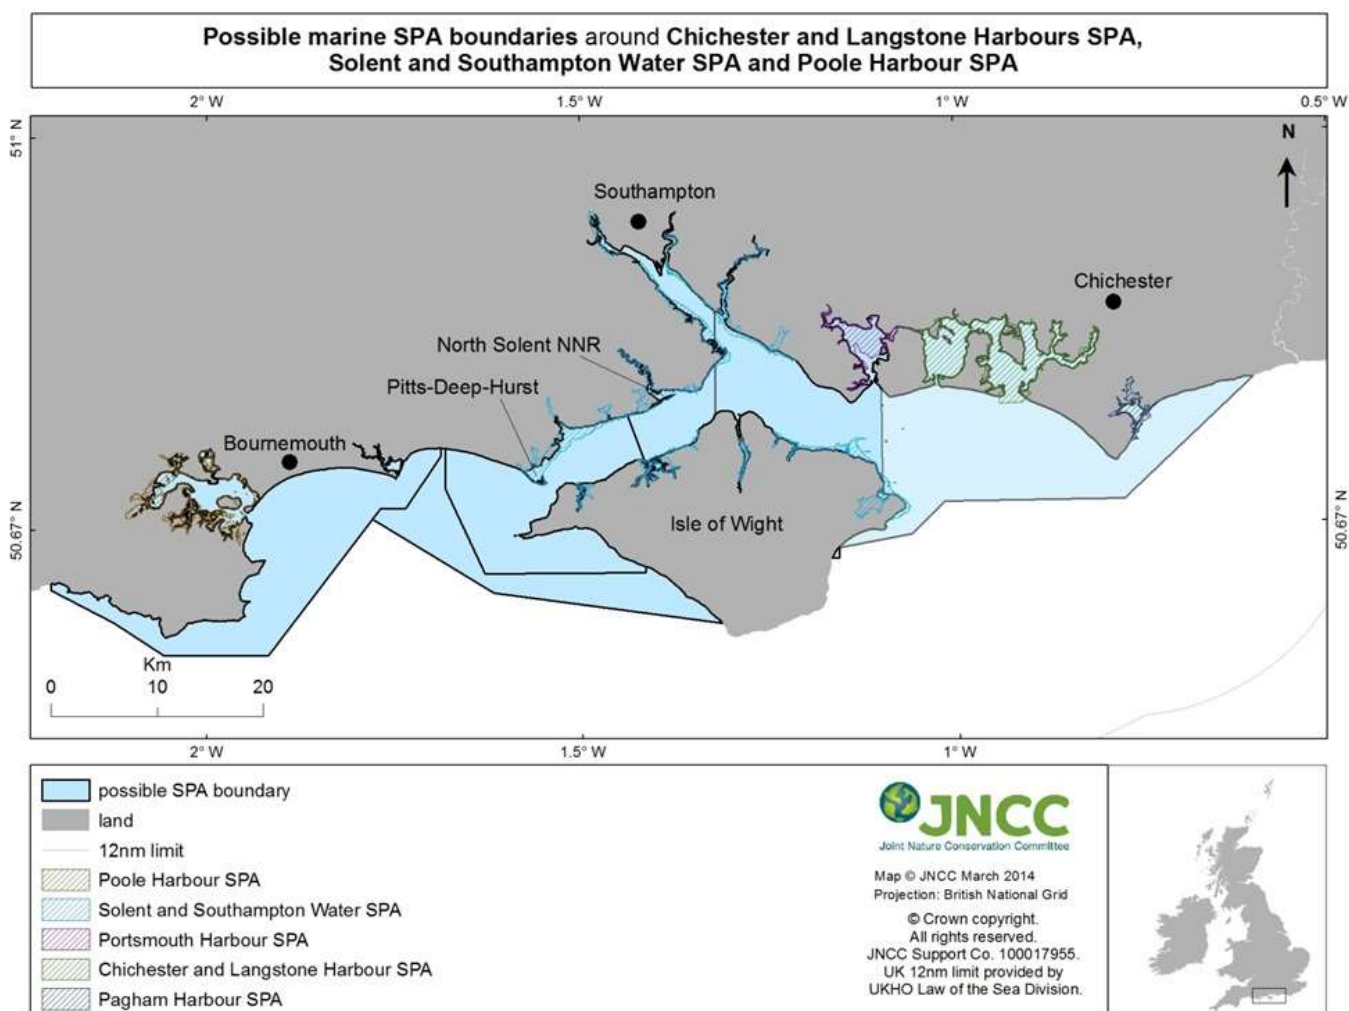 Possible marine SPA boundaries around Chichester and Langstone Harbours SPA,
Solent and Southampton Water SPA and Poole Harbour SPA
2° W
1.5° W
1° W
0.5° W
51° N
N
Southampton
Chichester
North Solent NNR
Pitts-Deep-Hurst
Bournemouth
Isle of Wight
50.67° N
50.67° N
Km
0
10
20
2° W
1.5° W
1° W
possible SPA boundary
land
12nm limit
Poole Harbour SPA
Solent and Southampton Water SPA
Portsmouth Harbour SPA
Chichester and Langstone Harbour SPA
Pagham Harbour SPA
JNCC
Joint Nature Conservation Committee
Map © JNCC March 2014
Projection: British National Grid
© Crown copyright.
All rights reserved.
JNCC Support Co. 100017955.
UK 12nm limit provided by
UKHO Law of the Sea Division.